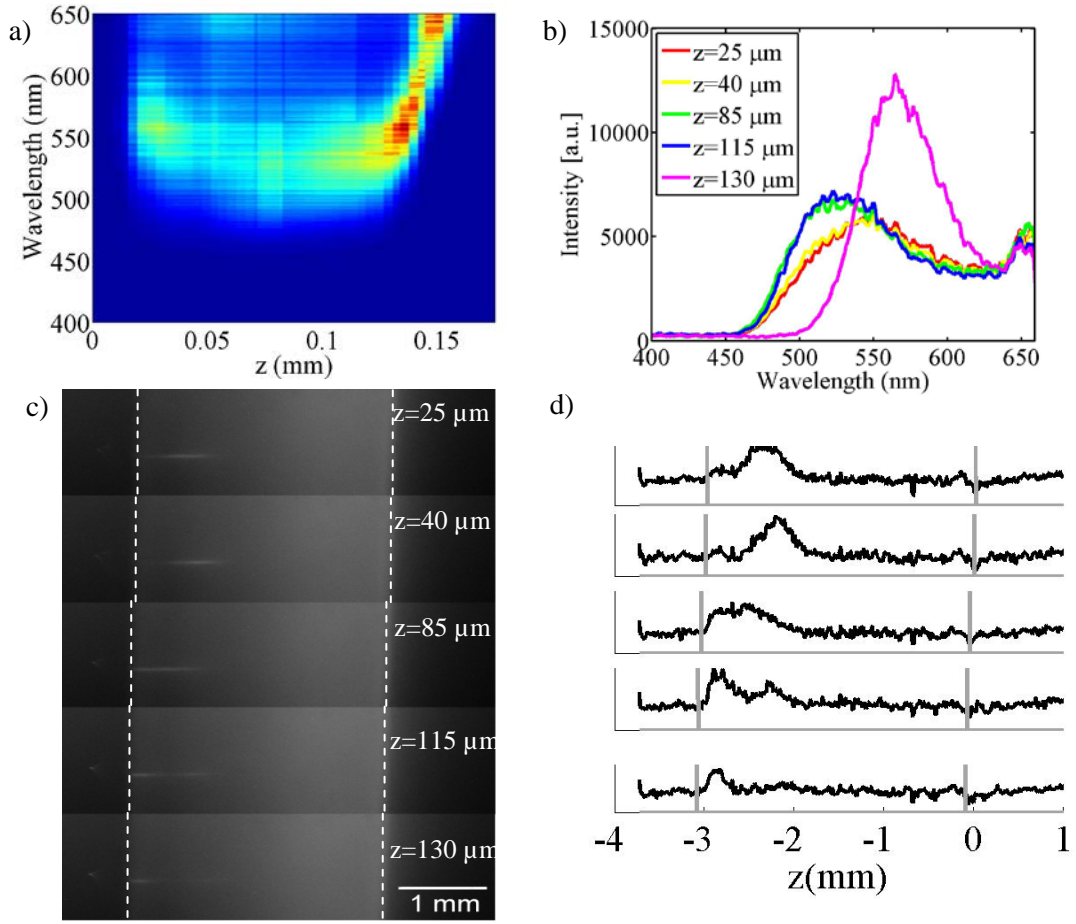 a)
650
600
550
500
450
400
Wavelength (nm)
0
0.05
0.1
0.15
z (mm)
b)
15000
10000
5000
0
Intensity [a.u.]
z=25 µm
z=40 µm
z=85 µm
z=115 µm
z=130 µm
400
450
500
550
600
650
Wavelength (nm)
c)
z=25 µm
z=40 µm
z=85 µm
z=115 µm
z=130 µm
1 mm
d)
-4
-3
-2
-1
0
1
z(mm)